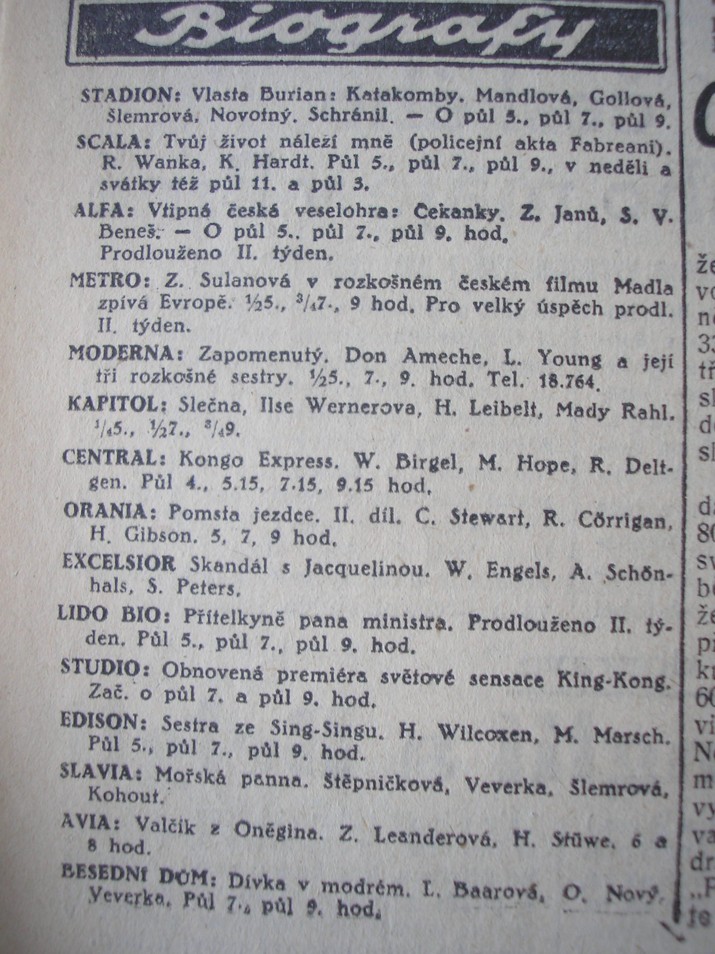 Biografy
STADION: Vlasta Burian: Katakomby. Mandlová, Gollová,
Šlemrová, Novotný. Schránil. — O půl 5., půl 7., půl 9.
SCALA: Tvůj život náleží mně (policejní akta Fabreani).
R. Wanka, K. Hardt. Půl 5., půl 7., půl 9., v neděli a
svátky též půl 11. a půl 3.
ALFA: Vtipná česká veselohra: Čekanky. Z. Janů, S. V.
Beneš. — O půl 5., půl 7., půl 9. hod.
Prodlouženo II. týden.
METRO: Z. Sulanová v rozkošném českém filmu Madla
zpívá Evropě. ½5., ¾7., 9 hod. Pro velký úspěch prodl.
II. týden.
MODERNA: Zapomenutý. Don Ameche, L. Young a její
tři rozkošné sestry. ½5., 7., 9. hod. Tel. 18.764.
KAPITOL: Slečna, Ilse Wernerova, H. Leibelt, Mady Rahl.
¼5., ½7., ¾9.
CENTRAL: Kongo Express. W. Birgel, M. Hope, R. Delt-
gen. Půl 4., 5.15, 7.15, 9.15 hod.
ORANIA: Pomsta jezdce. II. díl. C. Stewart, R. Cörrigan,
H. Gibson. 5, 7, 9 hod.
EXCELSIOR Skandál s Jacquelinou. W. Engels, A. Schön-
hals, S. Peters.
LIDO BIO: Přítelkyně pana ministra. Prodlouženo II. tý-
den. Půl 5., půl 7., půl 9. hod.
STUDIO: Obnovená premiéra světové sensace King-Kong.
Zač. o půl 7. a půl 9. hod.
EDISON: Sestra ze Sing-Singu. H. Wilcoxen, M. Marsch.
Půl 5., půl 7., půl 9. hod.
SLAVIA: Mořská panna. Štěpničková, Veverka, Šlemrová,
Kohout.
AVIA: Valčík z Oněgina. Z. Leanderová, H. Stüwe. 6 a
8 hod.
BESEDNÍ DŮM: Dívka v modrém. L. Baarová, O. Nový,
Veverka. Půl 7., půl 9. hod.